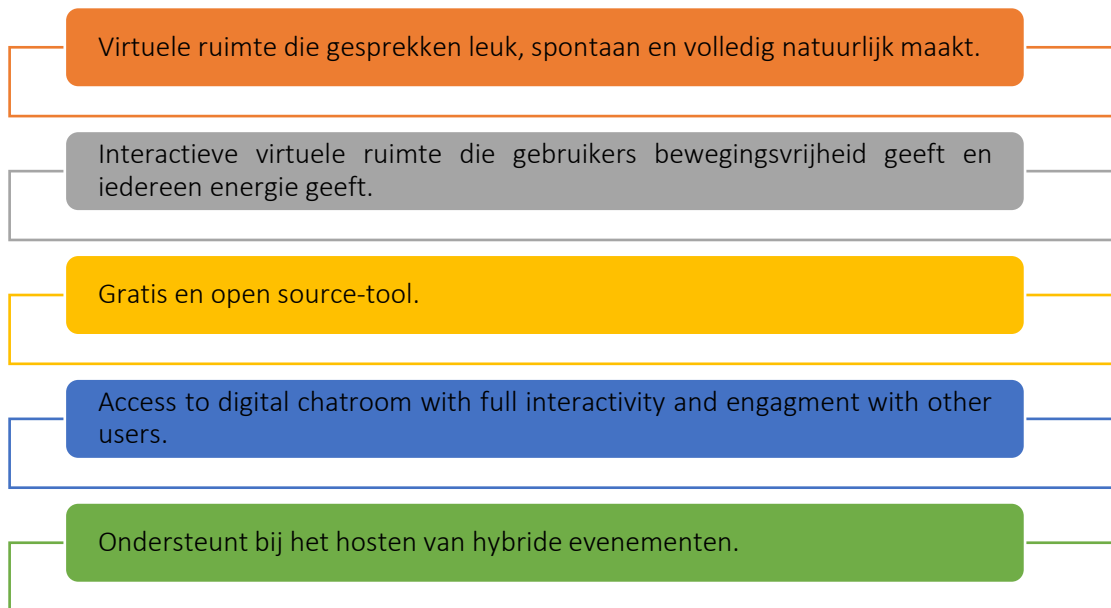 Virtuele ruimte die gesprekken leuk, spontaan en volledig natuurlijk maakt.
Interactieve virtuele ruimte die gebruikers bewegingsvrijheid geeft en
iedereen energie geeft.
Gratis en open source-tool.
Access to digital chatroom with full interactivity and engagment with other
users.
Ondersteunt bij het hosten van hybride evenementen.